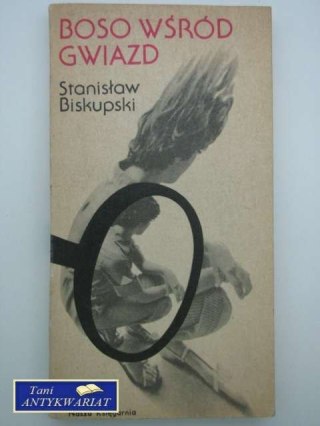 BOSO WŚRÓD
GWIAZD
Stanisław
Biskupski
Nasza Księgarnia
Tani
ANTYKWARIAT